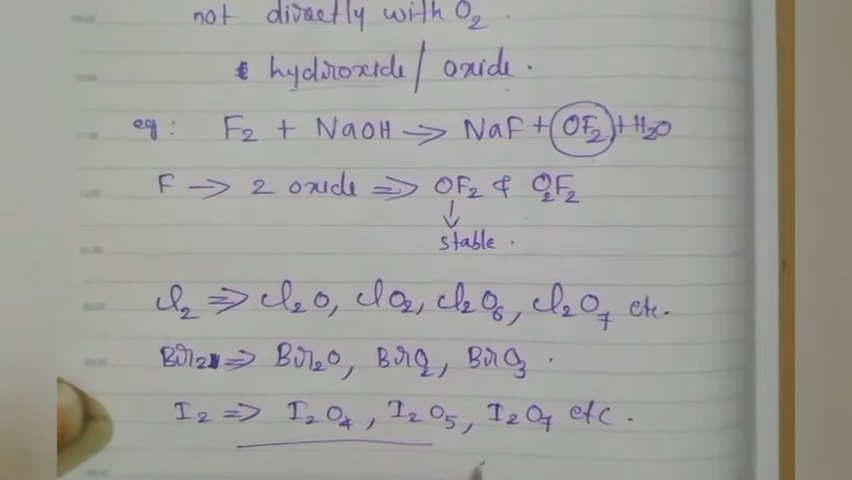 not directly with O₂.
hydroxide / oxide.
eg: F₂ + NaOH → NaF + OF₂ + H₂O
F → 2 oxide ⇒ OF₂ & O₂F₂
↓
stable.
Cl₂ ⇒ Cl₂O, ClO₂, Cl₂O₆, Cl₂O₇ etc.
Br₂ ⇒ Br₂O, BrO₂, BrO₃.
I₂ ⇒ I₂O₄, I₂O₅, I₂O₇ etc.